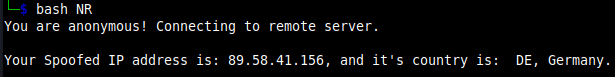 └─$ bash NR
You are anonymous! Connecting to remote server.
Your Spoofed IP address is: 89.58.41.156, and it's country is:  DE, Germany.